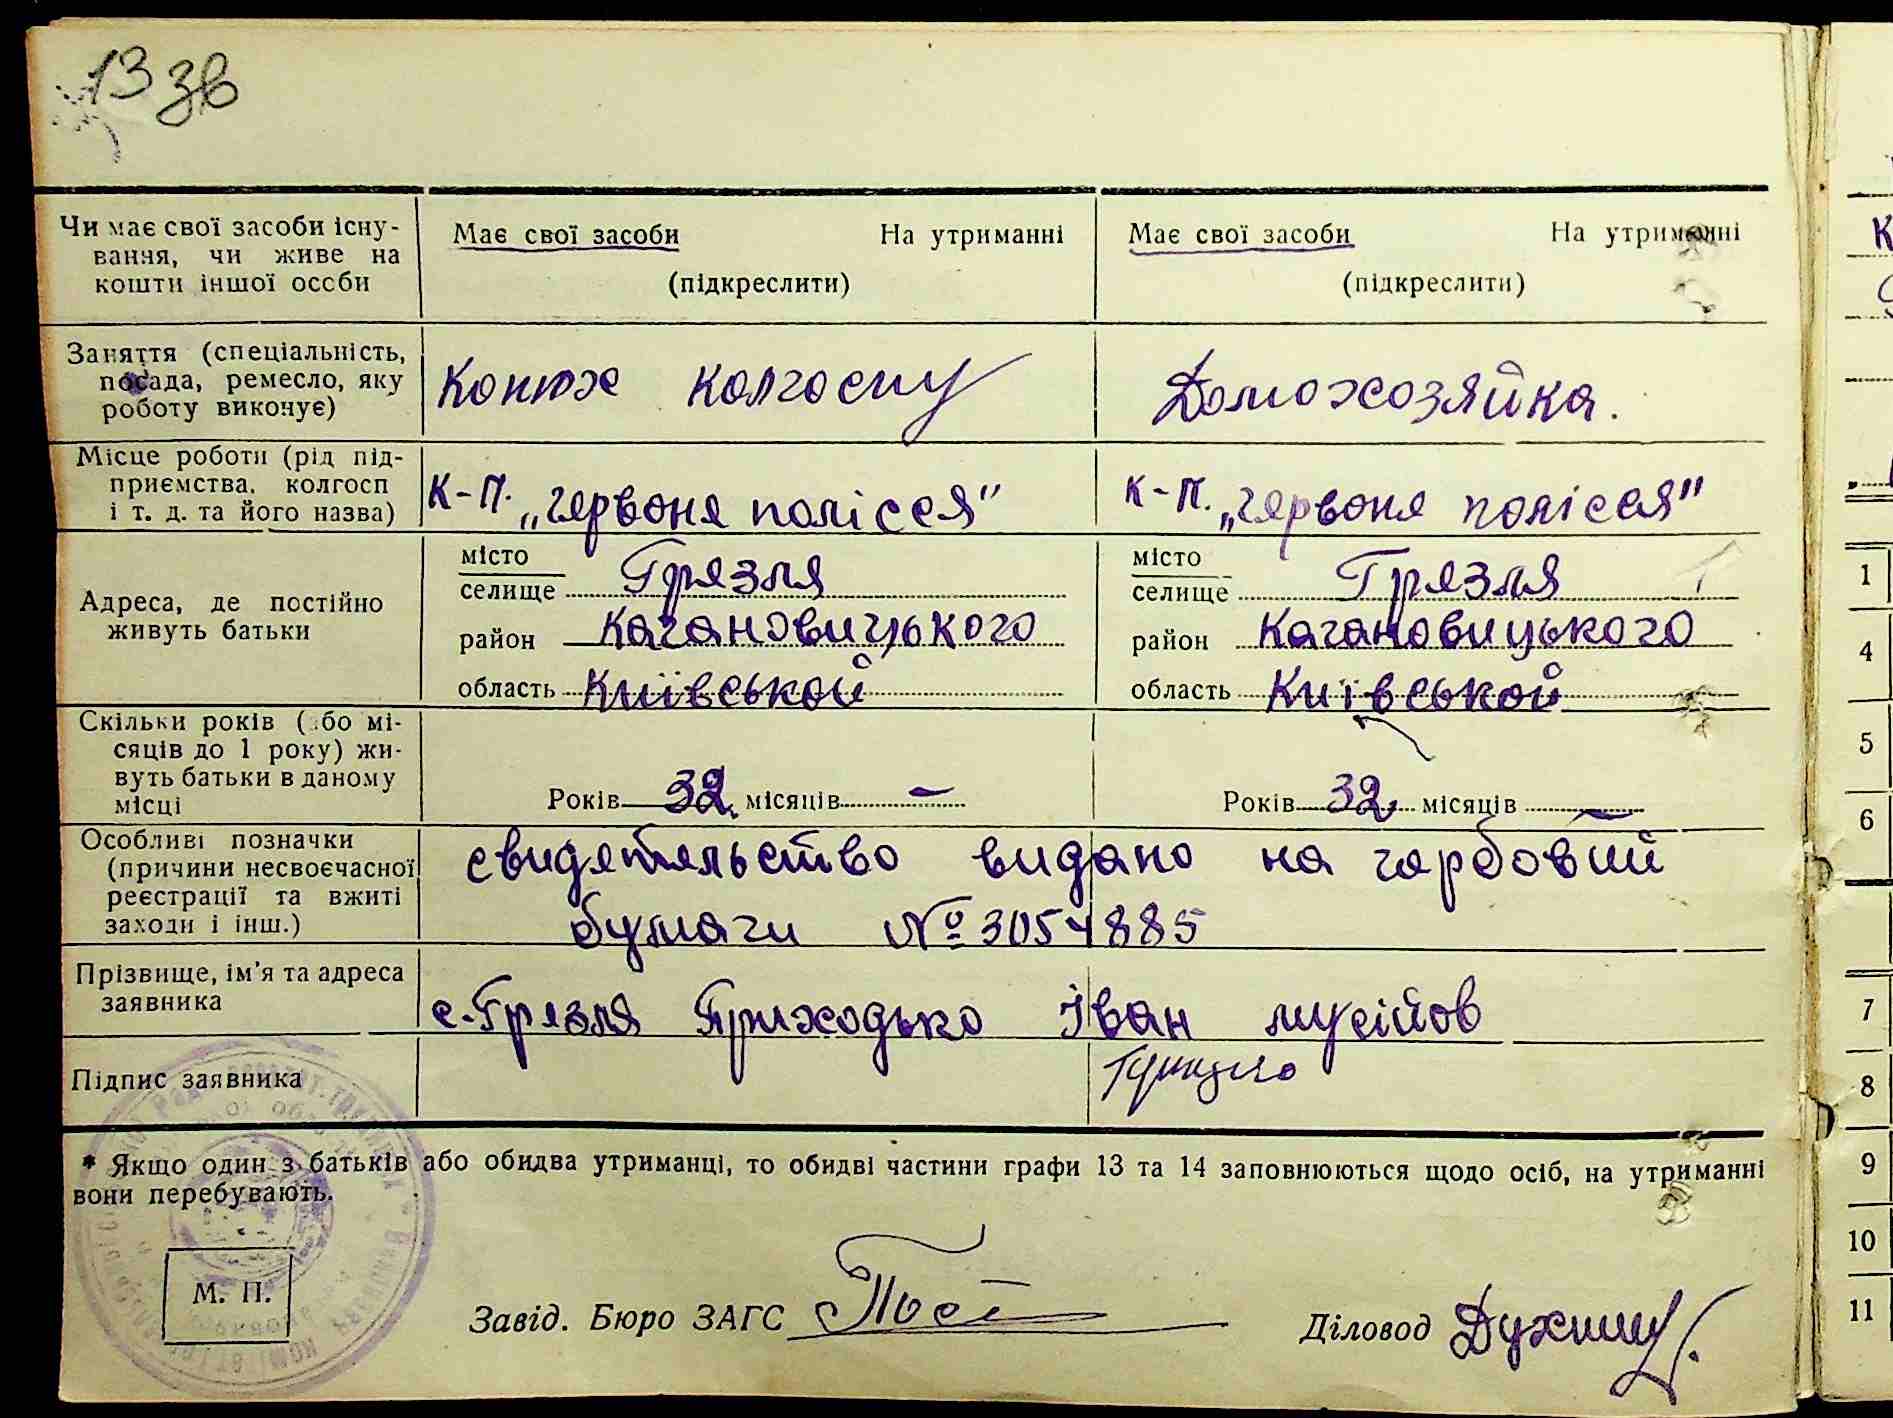 13 зв
Чи має свої засоби існу-
вання, чи живе на
кошти іншої особи
Має свої засоби На утриманні
(підкреслити)
Має свої засоби На утриманні
(підкреслити)
Заняття (спеціальність,
посада, ремесло, яку
роботу виконує)
Конюх колгоспу
Домохозяйка.
Місце роботи (рід під-
приємства, колгосп
і т. д. та його назва)
К-П. „червоне полісся"
К-П. „червоне полісся"
Адреса, де постійно
живуть батьки
місто
селище Грязля
район Кагановицького
область Київської
місто
селище Грязля
район Кагановицького
область Київської
Скільки років (або мі-
сяців до 1 року) жи-
вуть батьки в даному
місці
Років 32 місяців —
Років 32 місяців —
Особливі позначки
(причини несвоєчасної
реєстрації та вжиті
заходи і інш.)
свидетельство видано на гербовий
бумаги № 3054885
Прізвище, ім'я та адреса
заявника
с. Грязля Приходько Іван мусійов
Підпис заявника
* Якщо один з батьків або обидва утриманці, то обидві частини графи 13 та 14 заповнюються щодо осіб, на утриманні
вони перебувають.
М. П.
Завід. Бюро ЗАГС
Діловод
К
1
4
5
6
7
8
9
10
11